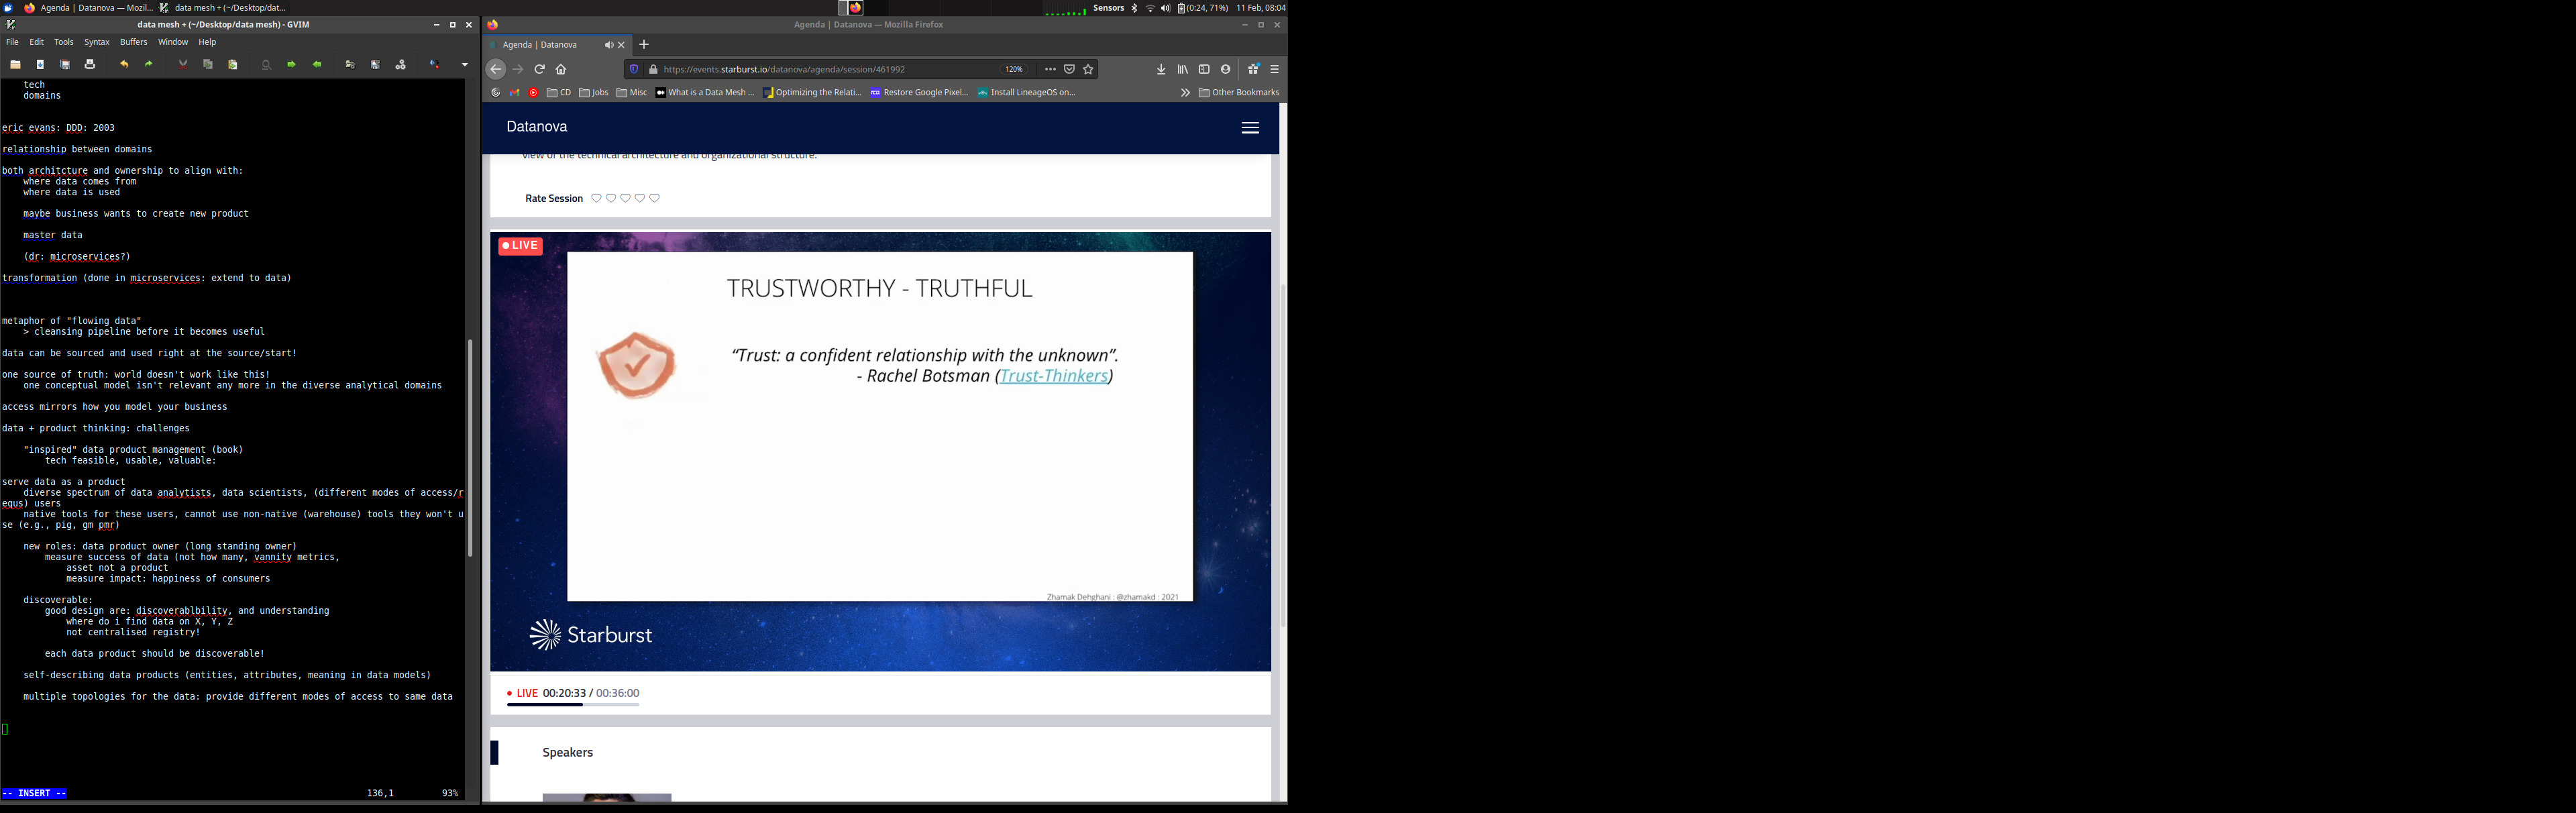 Agenda | Datanova — Mozil...
data mesh + (~/Desktop/dat...
Sensors
(0:24, 71%)
11 Feb, 08:04
data mesh + (~/Desktop/data mesh) - GVIM
File Edit Tools Syntax Buffers Window Help
tech
domains
eric evans: DDD: 2003
relationship between domains
both architcture and ownership to align with:
where data comes from
where data is used
maybe business wants to create new product
master data
(dr: microservices?)
transformation (done in microservices: extend to data)
metaphor of "flowing data"
> cleansing pipeline before it becomes useful
data can be sourced and used right at the source/start!
one source of truth: world doesn't work like this!
one conceptual model isn't relevant any more in the diverse analytical domains
access mirrors how you model your business
data + product thinking: challenges
"inspired" data product management (book)
tech feasible, usable, valuable:
serve data as a product
diverse spectrum of data analytists, data scientists, (different modes of access/r
equs) users
native tools for these users, cannot use non-native (warehouse) tools they won't u
se (e.g., pig, gm pmr)
new roles: data product owner (long standing owner)
measure success of data (not how many, vannity metrics,
asset not a product
measure impact: happiness of consumers
discoverable:
good design are: discoverablbility, and understanding
where do i find data on X, Y, Z
not centralised registry!
each data product should be discoverable!
self-describing data products (entities, attributes, meaning in data models)
multiple topologies for the data: provide different modes of access to same data
-- INSERT --
136,1
93%
Agenda | Datanova — Mozilla Firefox
Agenda | Datanova
https://events.starburst.io/datanova/agenda/session/461992
120%
CD
Jobs
Misc
What is a Data Mesh ...
Optimizing the Relati...
Restore Google Pixel...
Install LineageOS on...
Other Bookmarks
Datanova
view of the technical architecture and organizational structure.
Rate Session
LIVE
TRUSTWORTHY - TRUTHFUL
“Trust: a confident relationship with the unknown”.
- Rachel Botsman (Trust-Thinkers)
Zhamak Dehghani : @zhamakd : 2021
Starburst
LIVE 00:20:33 / 00:36:00
Speakers